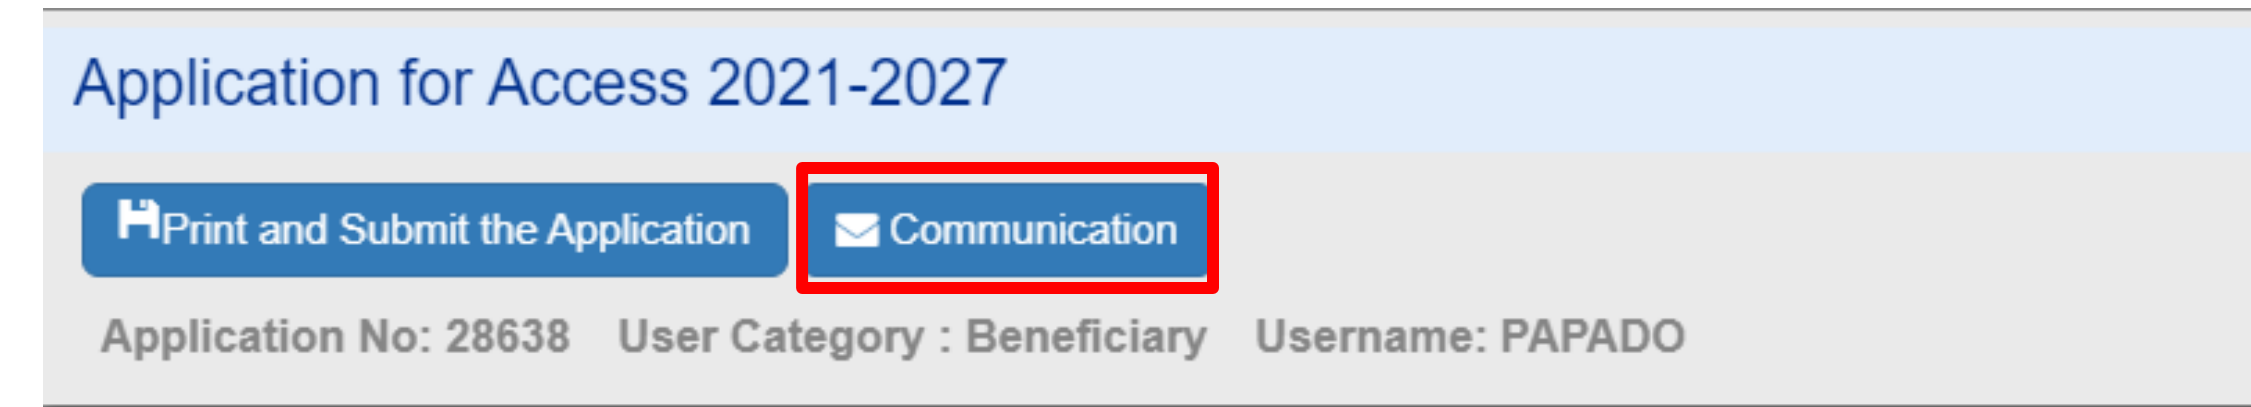 Application for Access 2021-2027
Print and Submit the Application Communication
Application No: 28638 User Category : Beneficiary Username: PAPADO